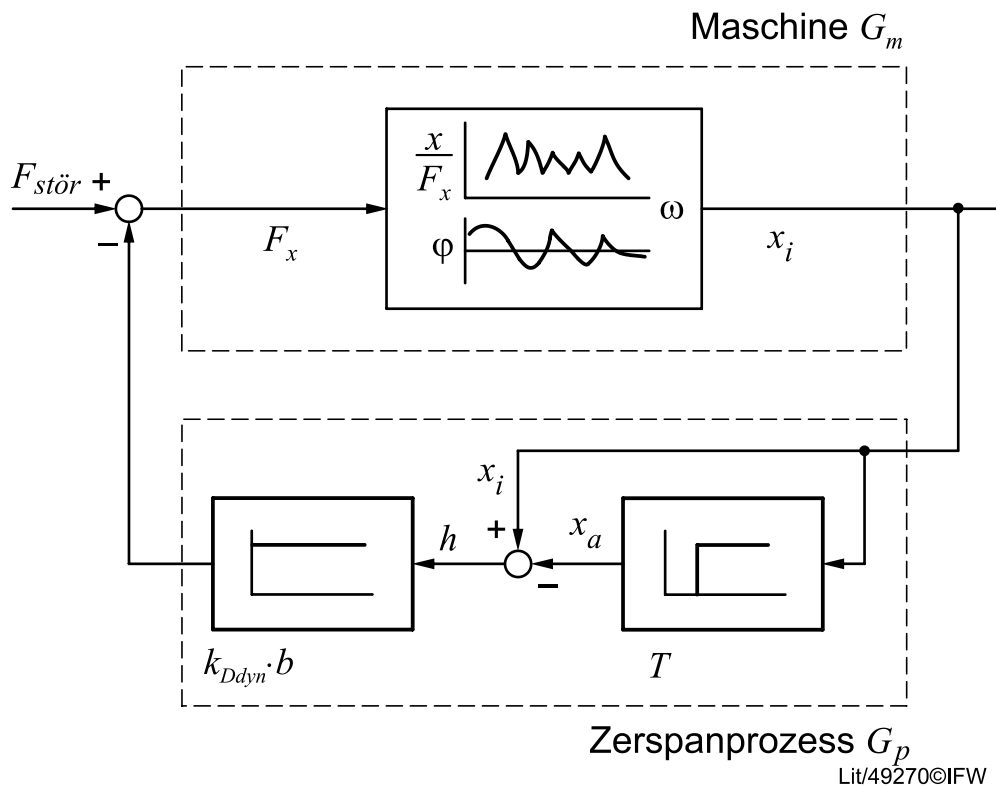 Maschine G_m
F_stör +
−
F_x
x
F_x
φ
ω
x_i
x_i
+
h
x_a
−
k_Ddyn·b
T
Zerspanprozess G_p
Lit/49270©IFW